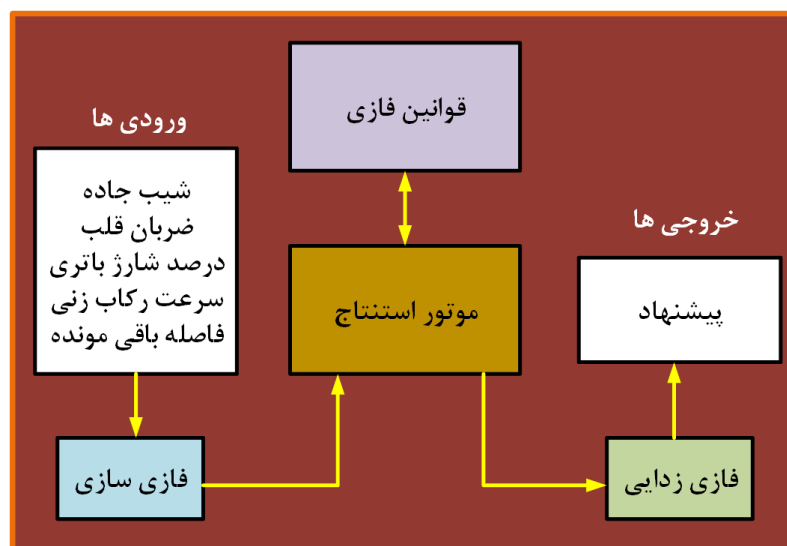 قوانین فازی
ورودی ها
شیب جاده
ضربان قلب
درصد شارژ باتری
سرعت رکاب زنی
فاصله باقی مونده
موتور استنتاج
خروجی ها
پیشنهاد
فازی سازی
فازی زدایی